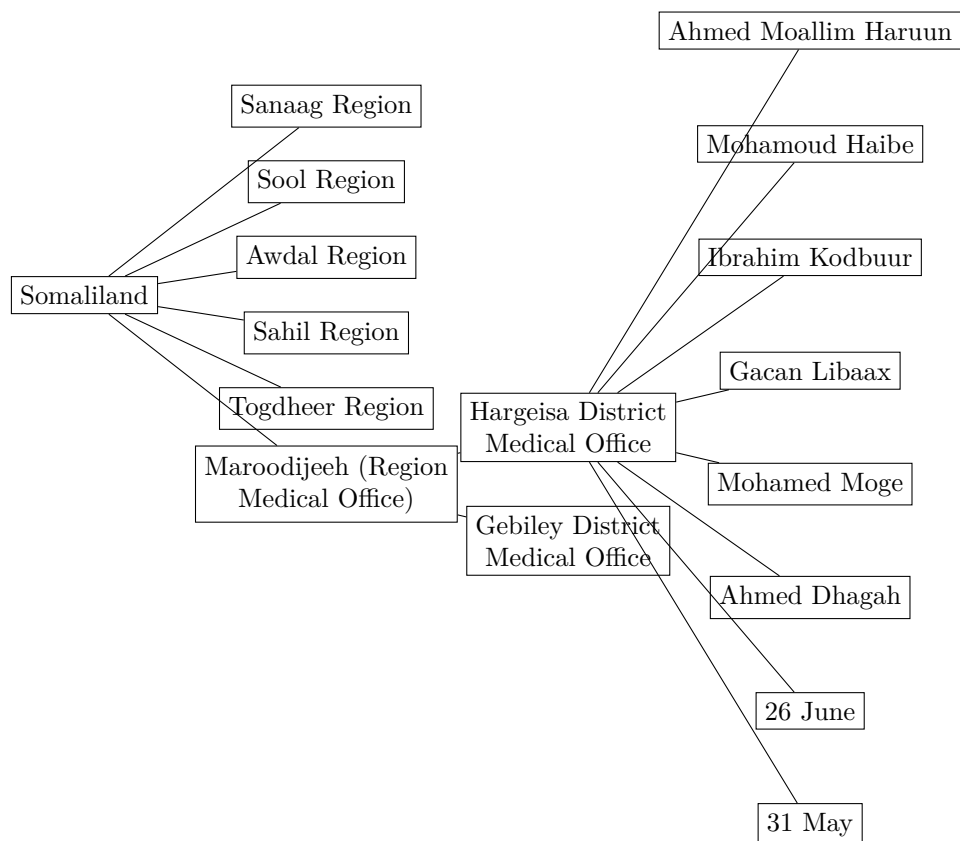 Ahmed Moallim Haruun
Sanaag Region
Mohamoud Haibe
Sool Region
Awdal Region
Ibrahim Kodbuur
Somaliland
Sahil Region
Gacan Libaax
Togdheer Region
Hargeisa District
Medical Office
Maroodijeeh (Region
Medical Office)
Mohamed Moge
Gebiley District
Medical Office
Ahmed Dhagah
26 June
31 May